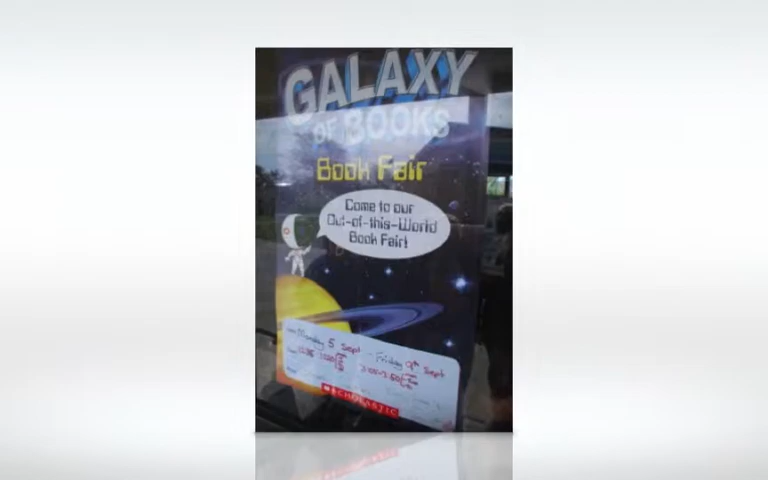 GALAXY
OF BOOKS
Book Fair
Come to our
Out-of-this-World
Book Fair!
Monday 5 Sept - Friday 9th Sept
SCHOLASTIC